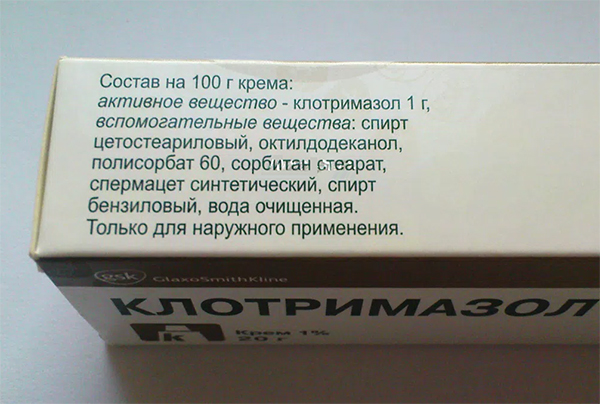 Состав на 100 г крема:
активное вещество - клотримазол 1 г,
вспомогательные вещества: спирт
цетостеариловый, октилдодеканол,
полисорбат 60, сорбитан стеарат,
спермацет синтетический, спирт
бензиловый, вода очищенная.
Только для наружного применения.
gsk GlaxoSmithKline
КЛОТРИМАЗОЛ
Крем 1%
20 г